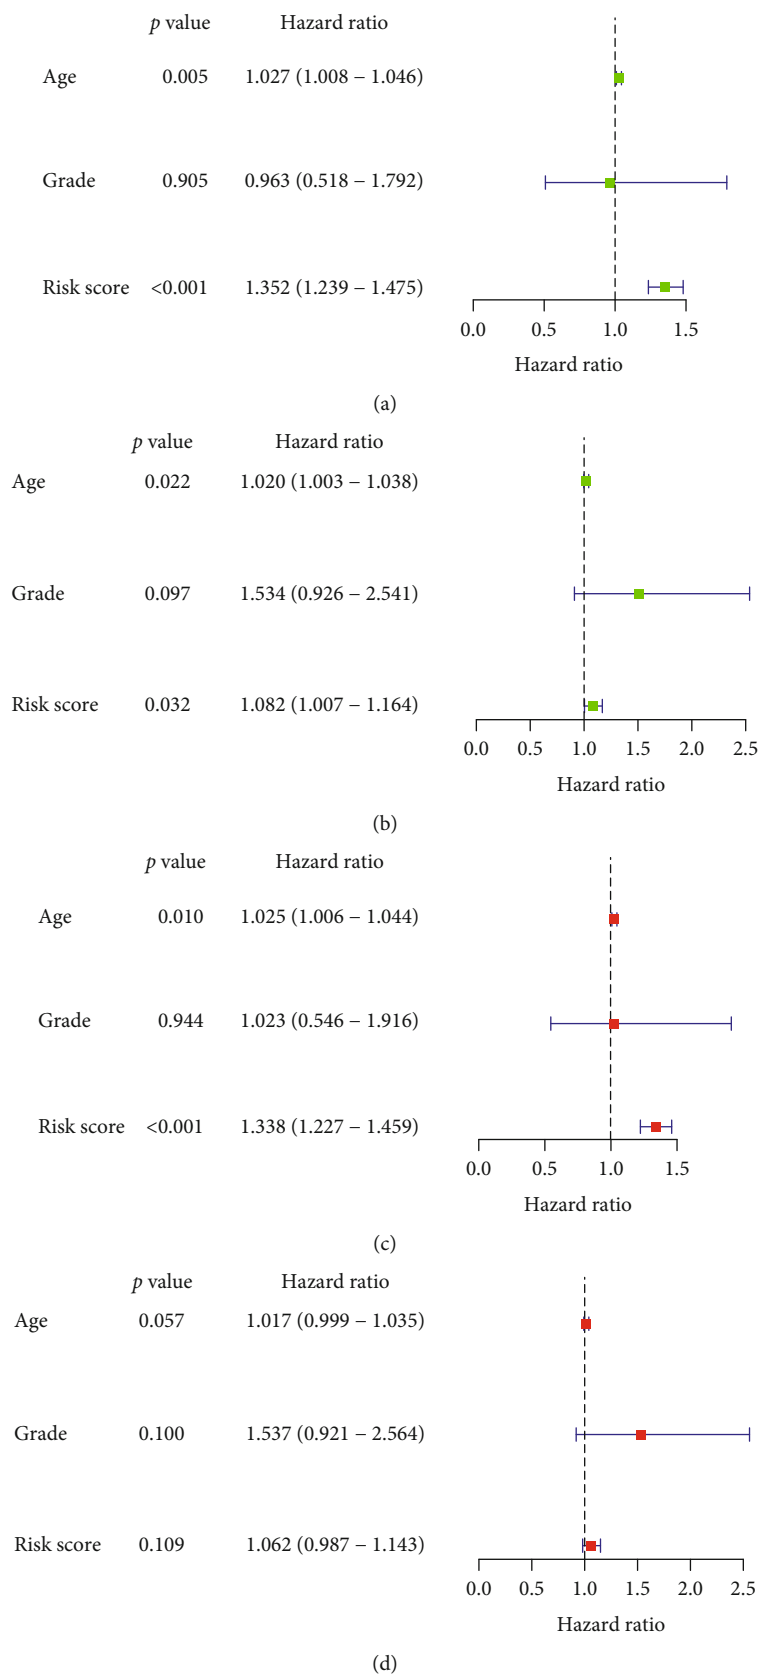 p value Hazard ratio
Age 0.005 1.027 (1.008 − 1.046)
Grade 0.905 0.963 (0.518 − 1.792)
Risk score <0.001 1.352 (1.239 − 1.475)
0.0 0.5 1.0 1.5
Hazard ratio
(a)
p value Hazard ratio
Age 0.022 1.020 (1.003 − 1.038)
Grade 0.097 1.534 (0.926 − 2.541)
Risk score 0.032 1.082 (1.007 − 1.164)
0.0 0.5 1.0 1.5 2.0 2.5
Hazard ratio
(b)
p value Hazard ratio
Age 0.010 1.025 (1.006 − 1.044)
Grade 0.944 1.023 (0.546 − 1.916)
Risk score <0.001 1.338 (1.227 − 1.459)
0.0 0.5 1.0 1.5
Hazard ratio
(c)
p value Hazard ratio
Age 0.057 1.017 (0.999 − 1.035)
Grade 0.100 1.537 (0.921 − 2.564)
Risk score 0.109 1.062 (0.987 − 1.143)
0.0 0.5 1.0 1.5 2.0 2.5
Hazard ratio
(d)